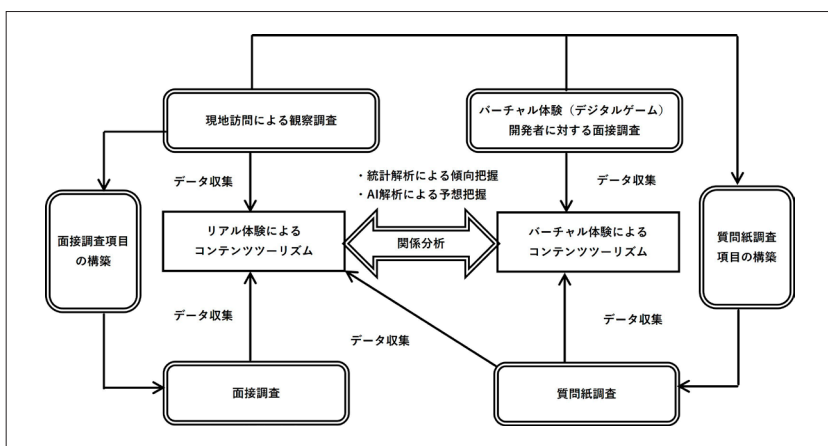 現地訪問による観察調査
バーチャル体験（デジタルゲーム）
開発者に対する面接調査
データ収集
・統計解析による傾向把握
・AI解析による予想把握
データ収集
面接調査項目
の構築
リアル体験による
コンテンツツーリズム
関係分析
バーチャル体験による
コンテンツツーリズム
質問紙調査
項目の構築
データ収集
データ収集
データ収集
面接調査
質問紙調査